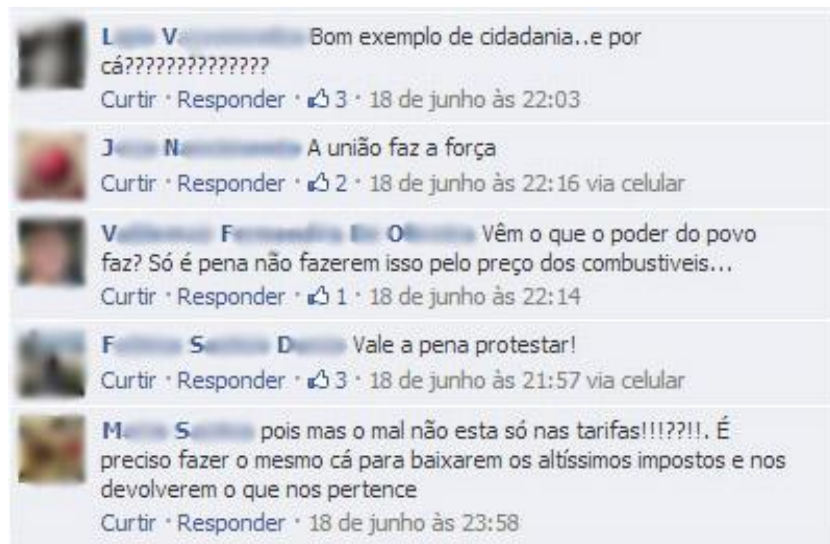 L V Bom exemplo de cidadania..e por
cá??????????????
Curtir · Responder · 3 · 18 de junho às 22:03
J N A união faz a força
Curtir · Responder · 2 · 18 de junho às 22:16 via celular
V F O Vêm o que o poder do povo
faz? Só é pena não fazerem isso pelo preço dos combustiveis...
Curtir · Responder · 1 · 18 de junho às 22:14
F S D Vale a pena protestar!
Curtir · Responder · 3 · 18 de junho às 21:57 via celular
M S pois mas o mal não esta só nas tarifas!!!??!!. É
preciso fazer o mesmo cá para baixarem os altíssimos impostos e nos
devolverem o que nos pertence
Curtir · Responder · 18 de junho às 23:58